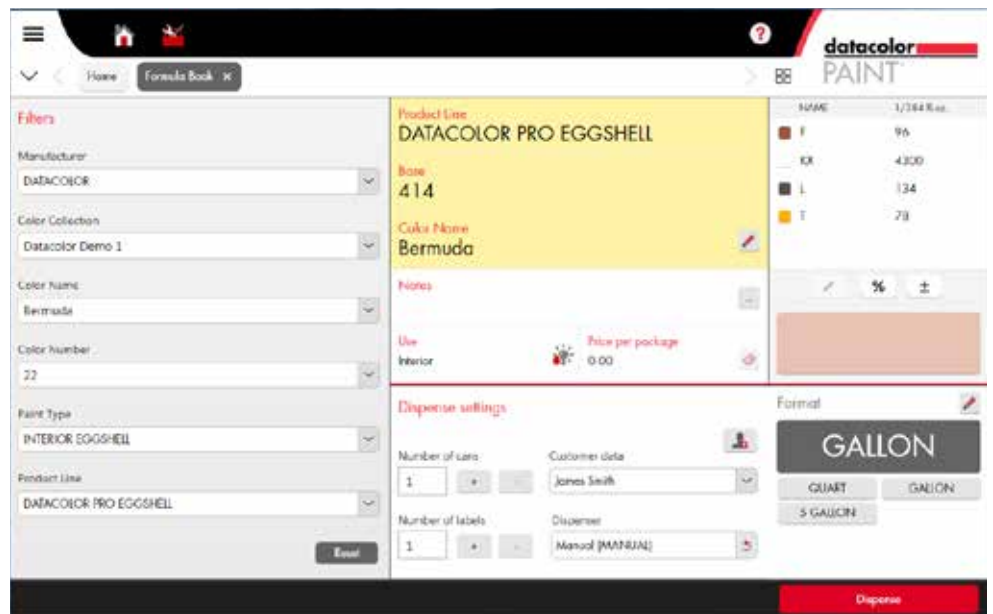 ?
datacolor
PAINT
Home
Formula Book ×
Filters
Manufacturer
DATACOLOR
Color Collection
Datacolor Demo 1
Color Name
Bermuda
Color Number
22
Paint Type
INTERIOR EGGSHELL
Product Line
DATACOLOR PRO EGGSHELL
Reset
Product Line
DATACOLOR PRO EGGSHELL
Base
414
Color Name
Bermuda
Notes
...
Use
Interior
Price per package
0.00
Dispense settings
Number of cans
1 + -
Customer data
James Smith
Number of labels
1 + -
Dispenser
Manual [MANUAL]
NAME 1/384 fl oz.
F 96
KX 4300
L 134
T 78
% ±
Format
GALLON
QUART GALLON
5 GALLON
Dispense